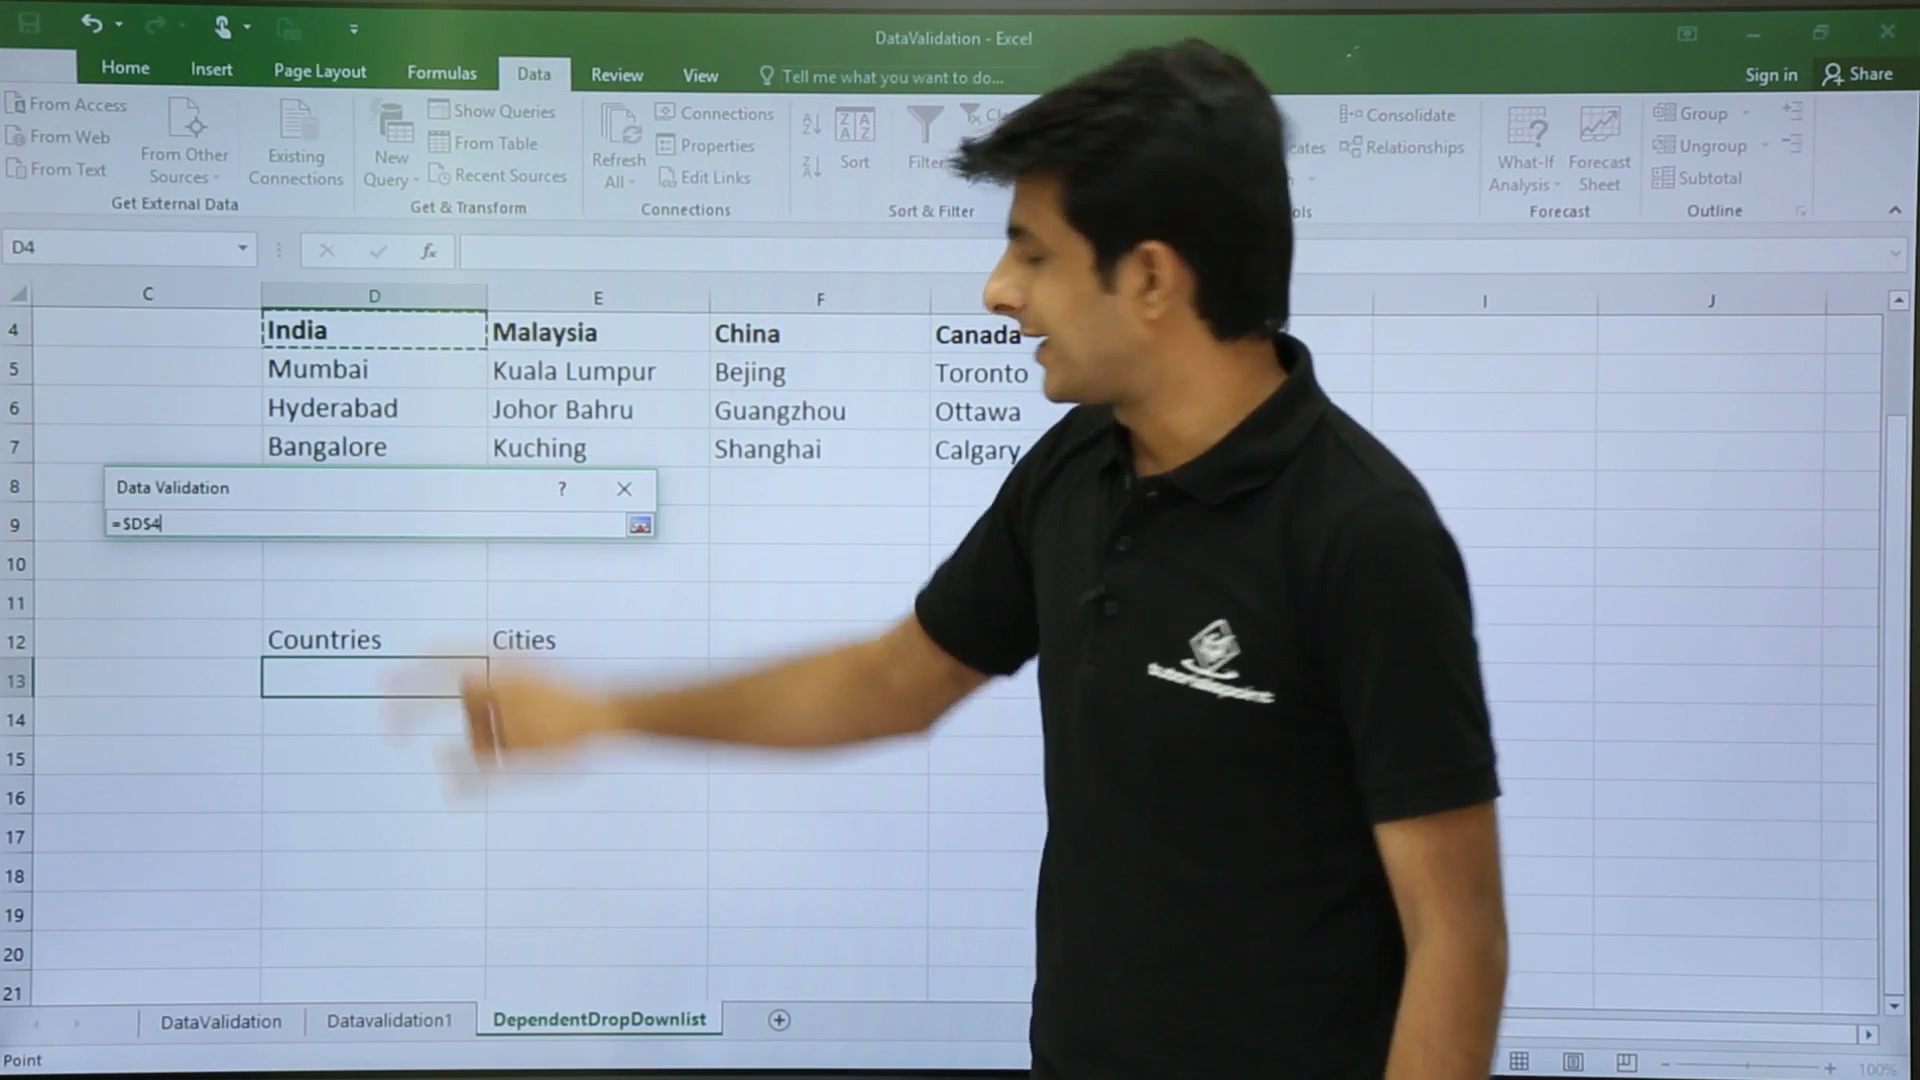 DataValidation - Excel
Home Insert Page Layout Formulas Data Review View Tell me what you want to do... Sign in Share
From Access
From Web
From Text
From Other Sources
Existing Connections
Get External Data
New Query
Show Queries
From Table
Recent Sources
Get & Transform
Refresh All
Connections
Properties
Edit Links
Connections
Sort
Filter
Sort & Filter
Consolidate
Relationships
What-If Analysis
Forecast Sheet
Forecast
Group
Ungroup
Subtotal
Outline
D4 fx
C D E F I J
4 India Malaysia China Canada
5 Mumbai Kuala Lumpur Bejing Toronto
6 Hyderabad Johor Bahru Guangzhou Ottawa
7 Bangalore Kuching Shanghai Calgary
8
Data Validation ?
9
=$D$4
10
11
12 Countries Cities
13
14
15
16
17
18
19
20
21
DataValidation Datavalidation1 DependentDropDownlist
Point 100%